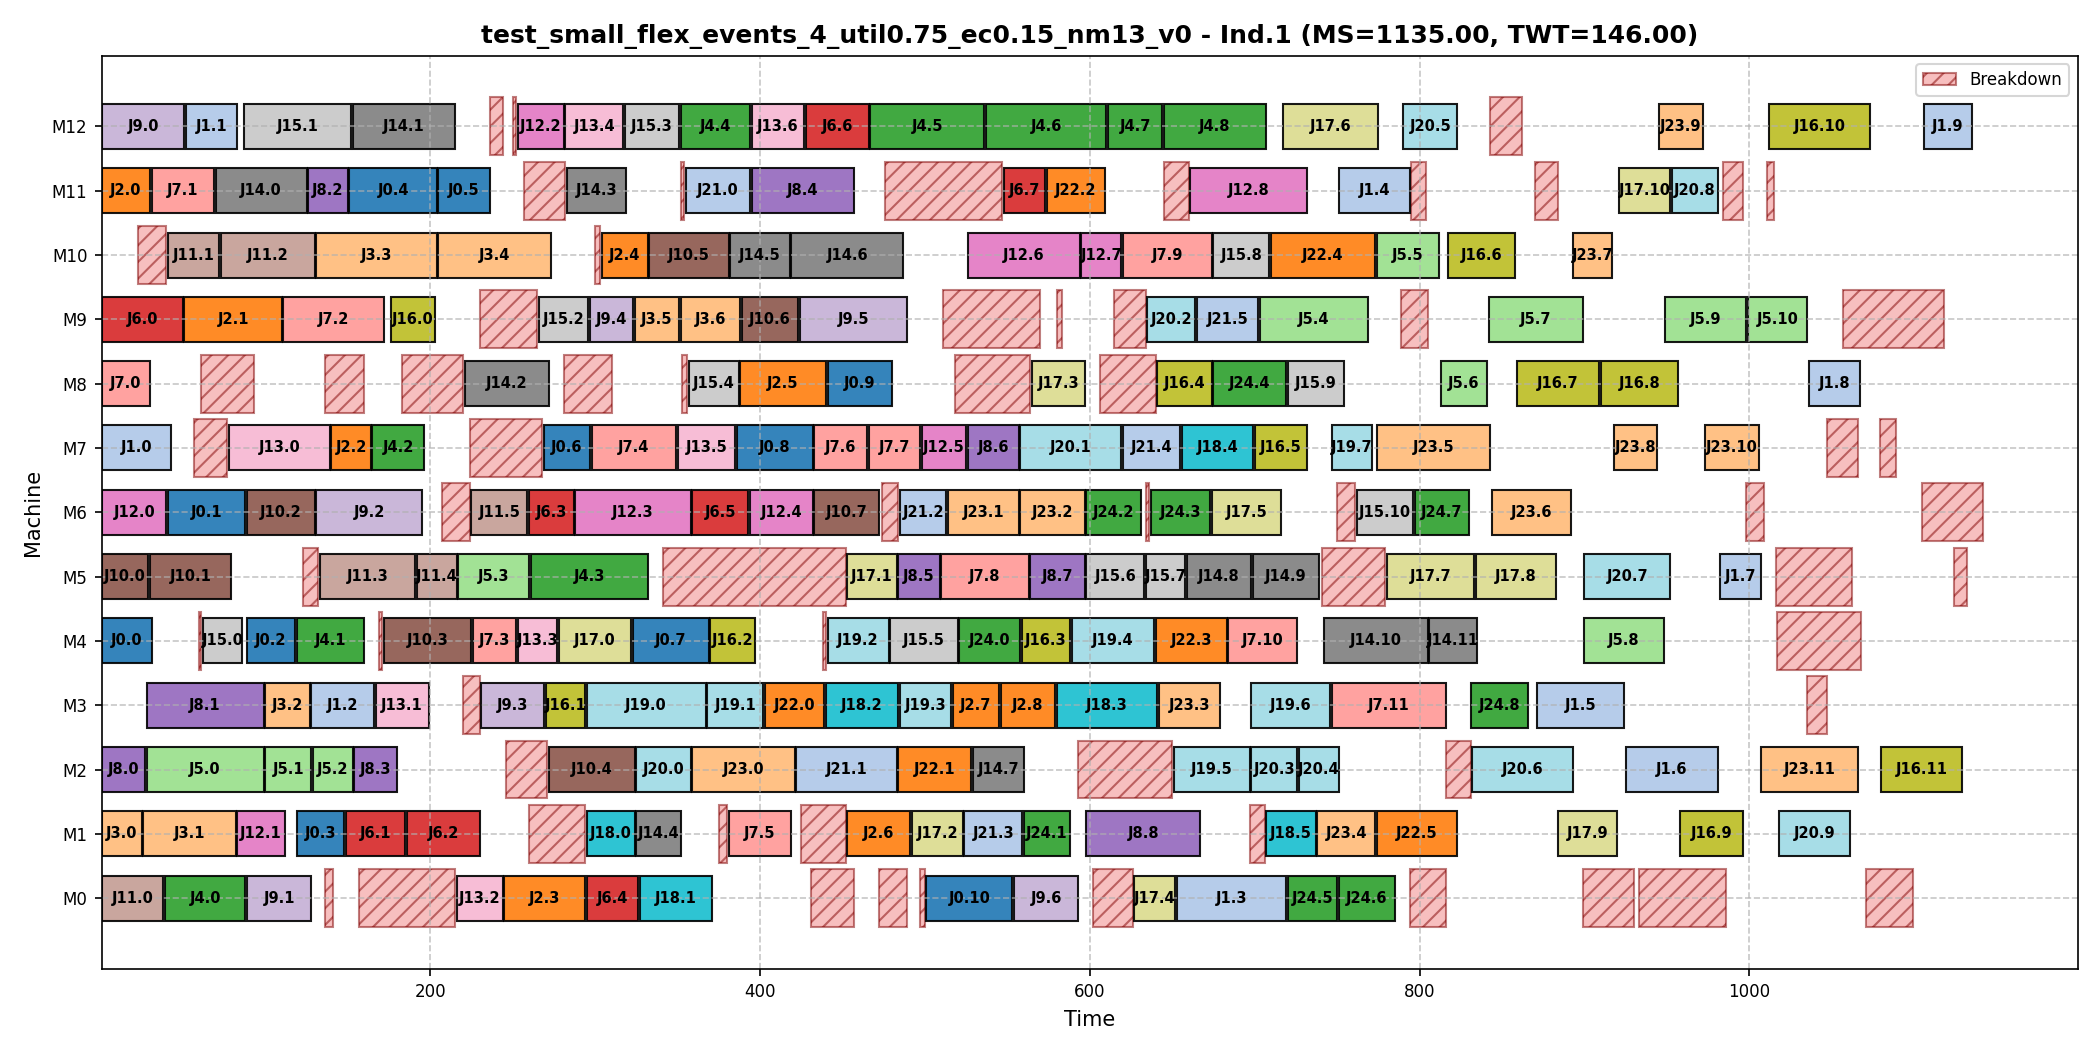 test_small_flex_events_4_util0.75_ec0.15_nm13_v0 - Ind.1 (MS=1135.00, TWT=146.00)
Breakdown
M12 J9.0 J1.1 J15.1 J14.1 J12.2 J13.4 J15.3 J4.4 J13.6 J6.6 J4.5 J4.6 J4.7 J4.8 J17.6 J20.5 J23.9 J16.10 J1.9
M11 J2.0 J7.1 J14.0 J8.2 J0.4 J0.5 J14.3 J21.0 J8.4 J6.7 J22.2 J12.8 J1.4 J17.10 J20.8
M10 J11.1 J11.2 J3.3 J3.4 J2.4 J10.5 J14.5 J14.6 J12.6 J12.7 J7.9 J15.8 J22.4 J5.5 J16.6 J23.7
M9 J6.0 J2.1 J7.2 J16.0 J15.2 J9.4 J3.5 J3.6 J10.6 J9.5 J20.2 J21.5 J5.4 J5.7 J5.9 J5.10
M8 J7.0 J14.2 J15.4 J2.5 J0.9 J17.3 J16.4 J24.4 J15.9 J5.6 J16.7 J16.8 J1.8
M7 J1.0 J13.0 J2.2 J4.2 J0.6 J7.4 J13.5 J0.8 J7.6 J7.7 J12.5 J8.6 J20.1 J21.4 J18.4 J16.5 J19.7 J23.5 J23.8 J23.10
M6 J12.0 J0.1 J10.2 J9.2 J11.5 J6.3 J12.3 J6.5 J12.4 J10.7 J21.2 J23.1 J23.2 J24.2 J24.3 J17.5 J15.10 J24.7 J23.6
M5 J10.0 J10.1 J11.3 J11.4 J5.3 J4.3 J17.1 J8.5 J7.8 J8.7 J15.6 J15.7 J14.8 J14.9 J17.7 J17.8 J20.7 J1.7
M4 J0.0 J15.0 J0.2 J4.1 J10.3 J7.3 J13.3 J17.0 J0.7 J16.2 J19.2 J15.5 J24.0 J16.3 J19.4 J22.3 J7.10 J14.10 J14.11 J5.8
M3 J8.1 J3.2 J1.2 J13.1 J9.3 J16.1 J19.0 J19.1 J22.0 J18.2 J19.3 J2.7 J2.8 J18.3 J23.3 J19.6 J7.11 J24.8 J1.5
M2 J8.0 J5.0 J5.1 J5.2 J8.3 J10.4 J20.0 J23.0 J21.1 J22.1 J14.7 J19.5 J20.3 J20.4 J20.6 J1.6 J23.11 J16.11
M1 J3.0 J3.1 J12.1 J0.3 J6.1 J6.2 J18.0 J14.4 J7.5 J2.6 J17.2 J21.3 J24.1 J8.8 J18.5 J23.4 J22.5 J17.9 J16.9 J20.9
M0 J11.0 J4.0 J9.1 J13.2 J2.3 J6.4 J18.1 J0.10 J9.6 J17.4 J1.3 J24.5 J24.6
Machine
200 400 600 800 1000
Time